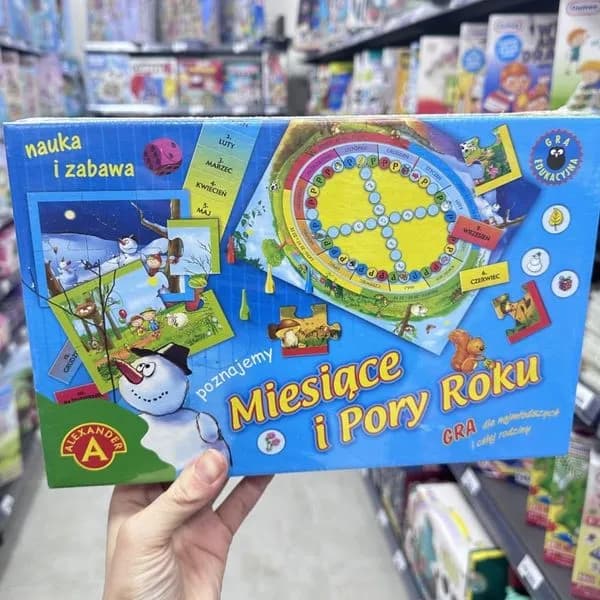 nauka
i zabawa
2.
LUTY
3.
MARZEC
4.
KWIECIEŃ
5.
MAJ
GRA
EDUKACYJNA
9.
WRZESIEŃ
6.
CZERWIEC
poznajemy
Miesiące
i Pory Roku
GRA dla najmłodszych
i całej rodziny
ALEXANDER
A